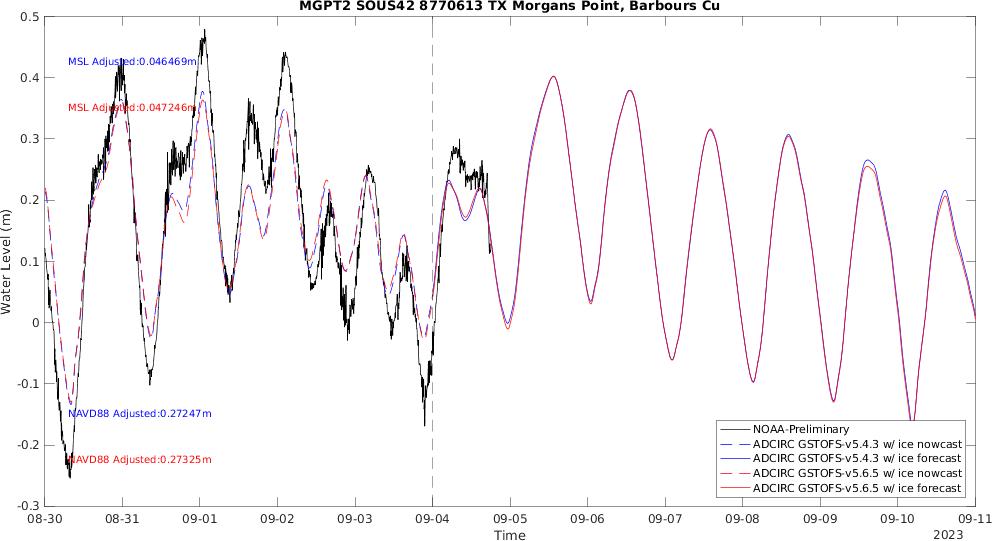 MGPT2 SOUS42 8770613 TX Morgans Point, Barbours Cu
0.5
0.4
0.3
0.2
0.1
0
-0.1
-0.2
-0.3
Water Level (m)
MSL Adjusted:0.046469m
MSL Adjusted:0.047246m
NAVD88 Adjusted:0.27247m
NAVD88 Adjusted:0.27325m
NOAA-Preliminary
ADCIRC GSTOFS-v5.4.3 w/ ice nowcast
ADCIRC GSTOFS-v5.4.3 w/ ice forecast
ADCIRC GSTOFS-v5.6.5 w/ ice nowcast
ADCIRC GSTOFS-v5.6.5 w/ ice forecast
08-30 08-31 09-01 09-02 09-03 09-04 09-05 09-06 09-07 09-08 09-09 09-10 09-11
Time
2023